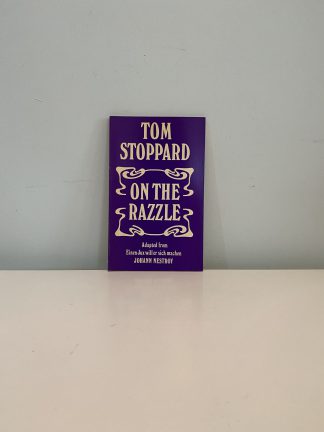 TOM
STOPPARD
ON THE
RAZZLE
Adapted from
Einen Jux will er sich machen
JOHANN NESTROY